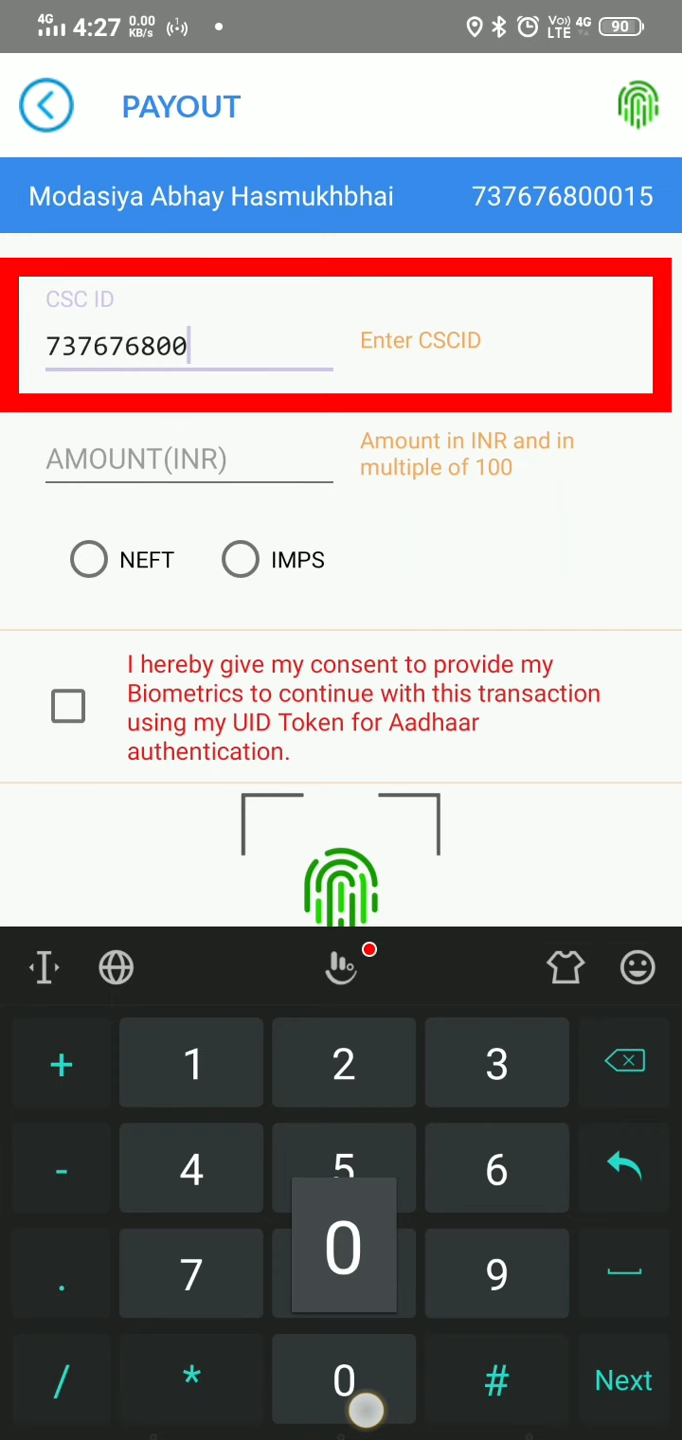 4G 4:27 0.00 KB/s Vo) LTE 4G 90
PAYOUT
Modasiya Abhay Hasmukhbhai 737676800015
CSC ID
737676800 Enter CSCID
AMOUNT(INR) Amount in INR and in
multiple of 100
NEFT IMPS
I hereby give my consent to provide my
Biometrics to continue with this transaction
using my UID Token for Aadhaar
authentication.
+ 1 2 3
- 4 5 6
. 7 0 9
/ * 0 # Next